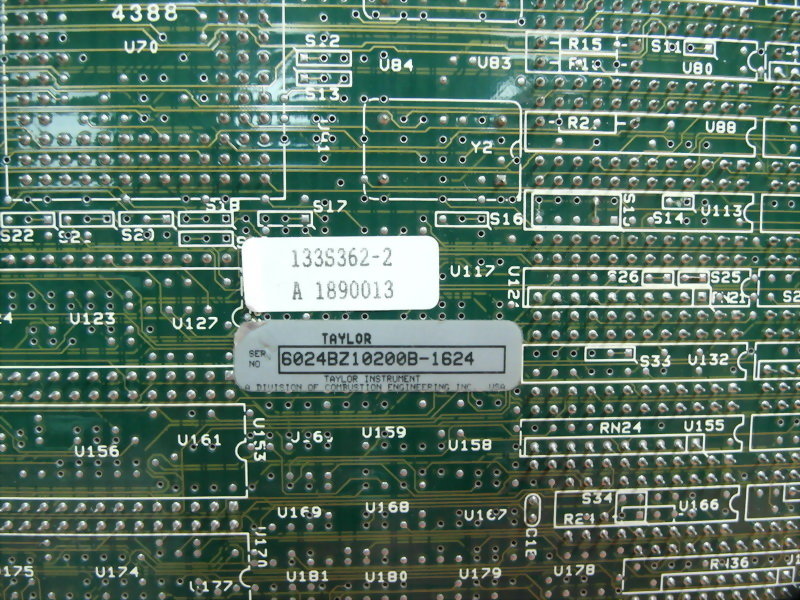 4388
U70
S12
U84
U83
R15
S11
U80
S13
Y2
U88
U113
S14
S22
S20
S18
S17
S16
133S362-2
A 1890013
U117
S26
S25
U123
U127
TAYLOR
SER NO 6024BZ10200B-1624
TAYLOR INSTRUMENT
A DIVISION OF COMBUSTION ENGINEERING INC. USA
S33
U132
U156
U161
U153
U159
U158
RN24
U155
U169
U168
U167
S34
R24
U166
U170
U174
U177
U181
U180
U179
U178